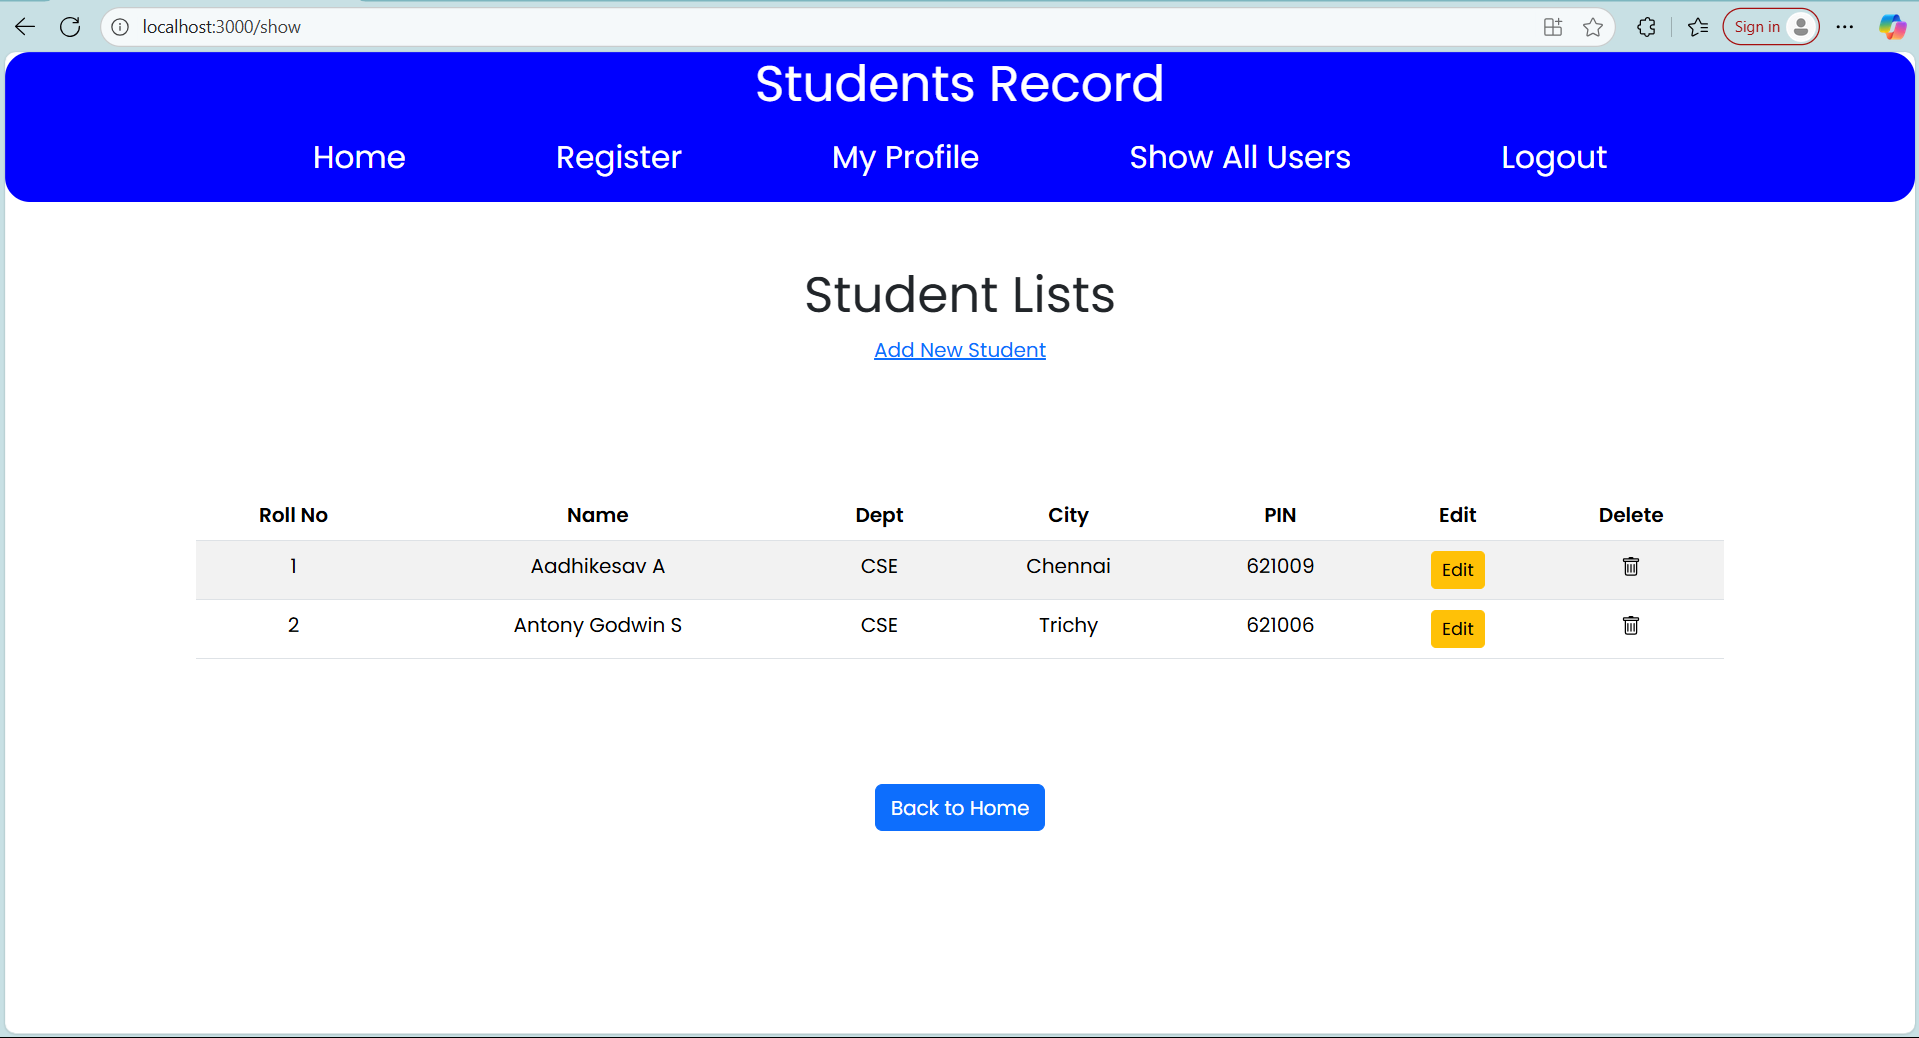 localhost:3000/show
Sign in
Students Record
Home Register My Profile Show All Users Logout
Student Lists
Add New Student
Roll No Name Dept City PIN Edit Delete
1 Aadhikesav A CSE Chennai 621009 Edit
2 Antony Godwin S CSE Trichy 621006 Edit
Back to Home